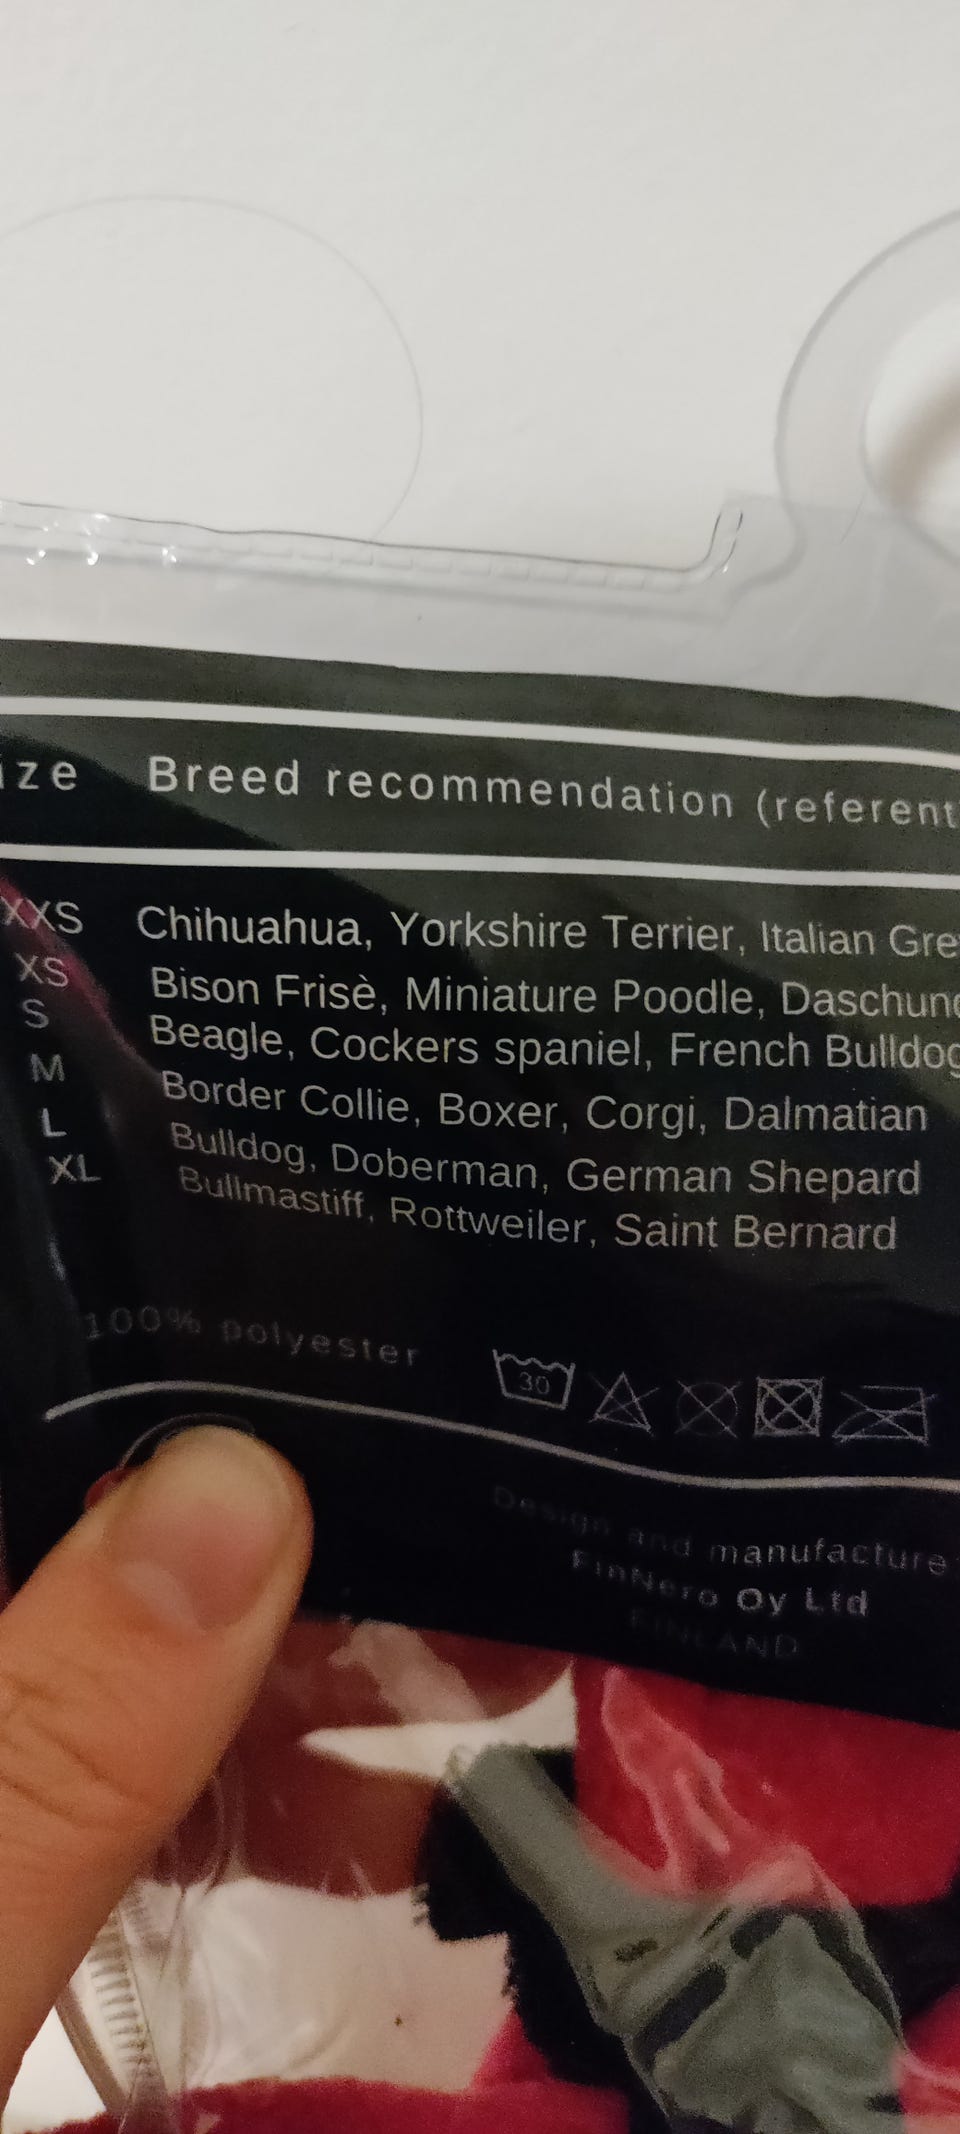 ize Breed recommendation (referent
XXS Chihuahua, Yorkshire Terrier, Italian Gre
XS Bison Frisè, Miniature Poodle, Daschund
S Beagle, Cockers spaniel, French Bulldog
M Border Collie, Boxer, Corgi, Dalmatian
L Bulldog, Doberman, German Shepard
XL Bullmastiff, Rottweiler, Saint Bernard
100% polyester
30
Design and manufacture
FinNero Oy Ltd
FINLAND